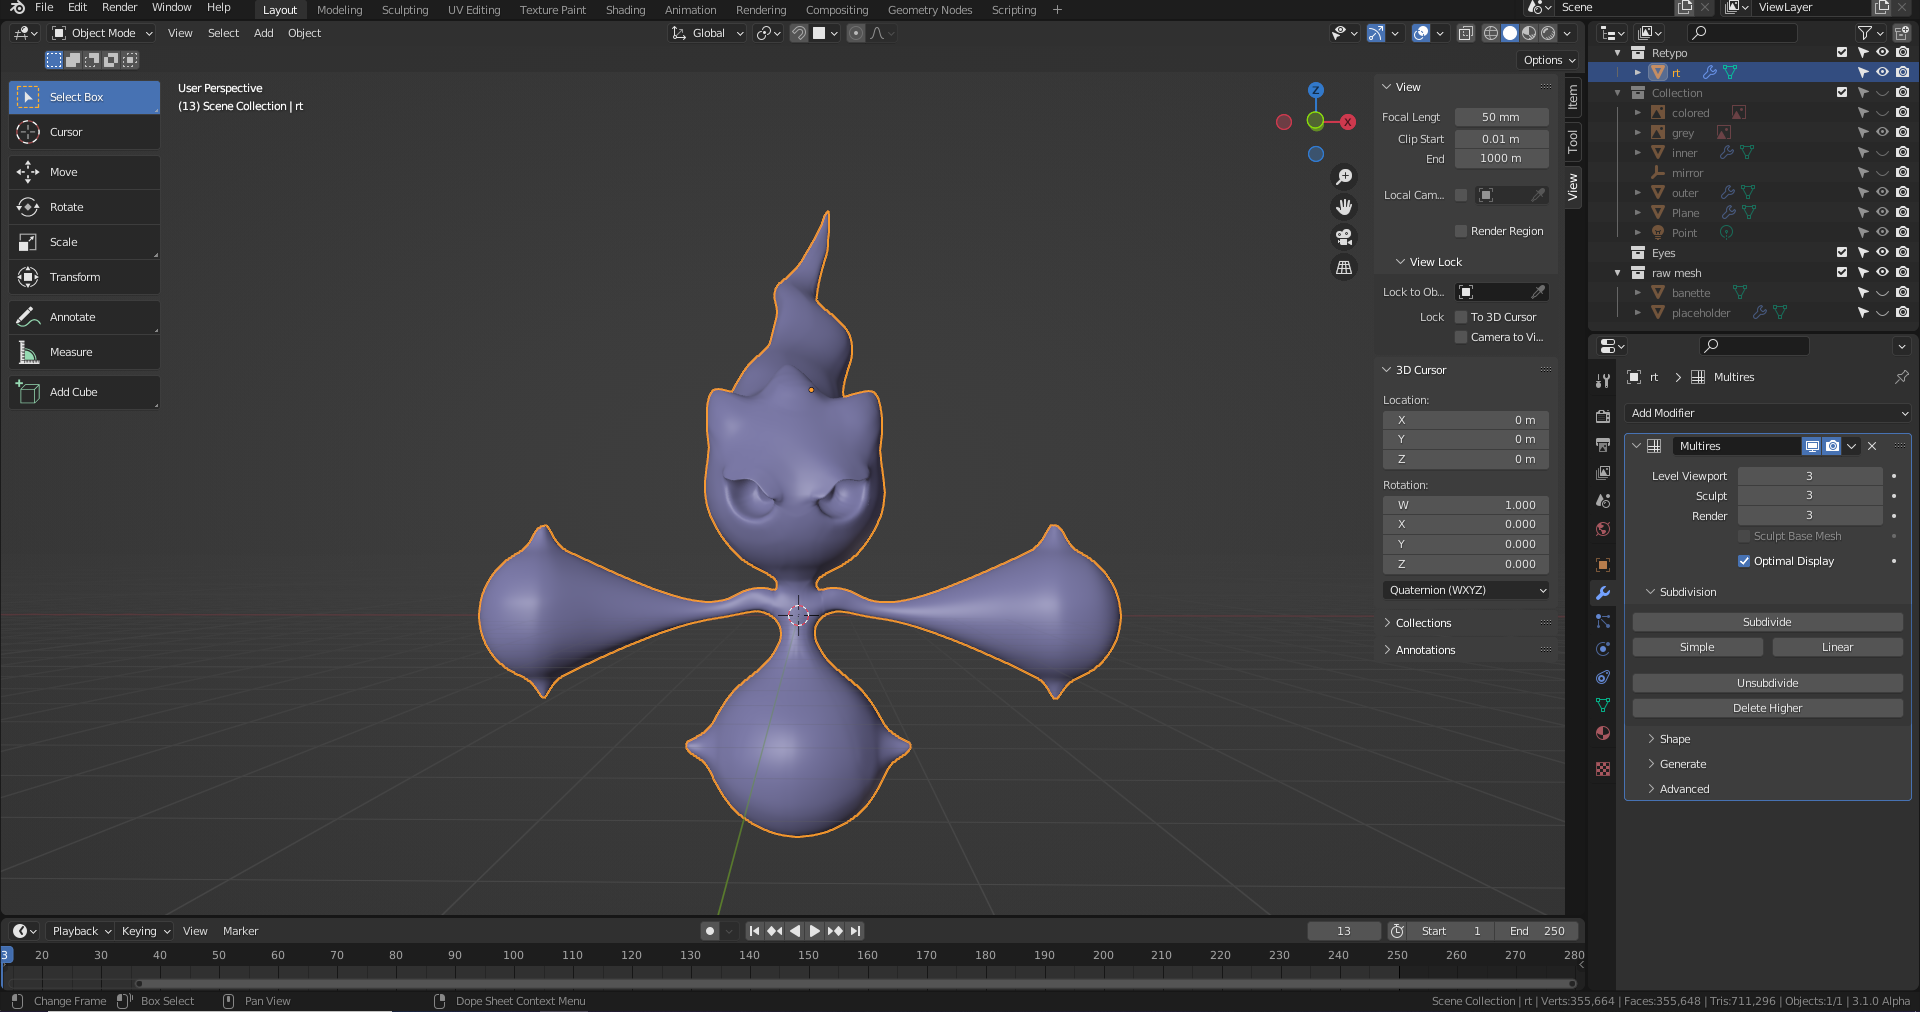 File Edit Render Window Help Layout Modeling Sculpting UV Editing Texture Paint Shading Animation Rendering Compositing Geometry Nodes Scripting + Scene ViewLayer
Object Mode View Select Add Object Global
Options
Select Box
Cursor
Move
Rotate
Scale
Transform
Annotate
Measure
Add Cube
User Perspective
(13) Scene Collection | rt
Z
X
View
Focal Lengt 50 mm
Clip Start 0.01 m
End 1000 m
Local Cam...
Render Region
View Lock
Lock to Ob...
Lock To 3D Cursor
Camera to Vi...
3D Cursor
Location:
X 0 m
Y 0 m
Z 0 m
Rotation:
W 1.000
X 0.000
Y 0.000
Z 0.000
Quaternion (WXYZ)
Collections
Annotations
Item
Tool
View
Retypo
rt
Collection
colored
grey
inner
mirror
outer
Plane
Point
Eyes
raw mesh
banette
placeholder
rt Multires
Add Modifier
Multires
Level Viewport 3
Sculpt 3
Render 3
Sculpt Base Mesh
Optimal Display
Subdivision
Subdivide
Simple Linear
Unsubdivide
Delete Higher
Shape
Generate
Advanced
Playback Keying View Marker 13 Start 1 End 250
3 20 30 40 50 60 70 80 90 100 110 120 130 140 150 160 170 180 190 200 210 220 230 240 250 260 270 280
Change Frame Box Select Pan View Dope Sheet Context Menu Scene Collection | rt | Verts:355,664 | Faces:355,648 | Tris:711,296 | Objects:1/1 | 3.1.0 Alpha